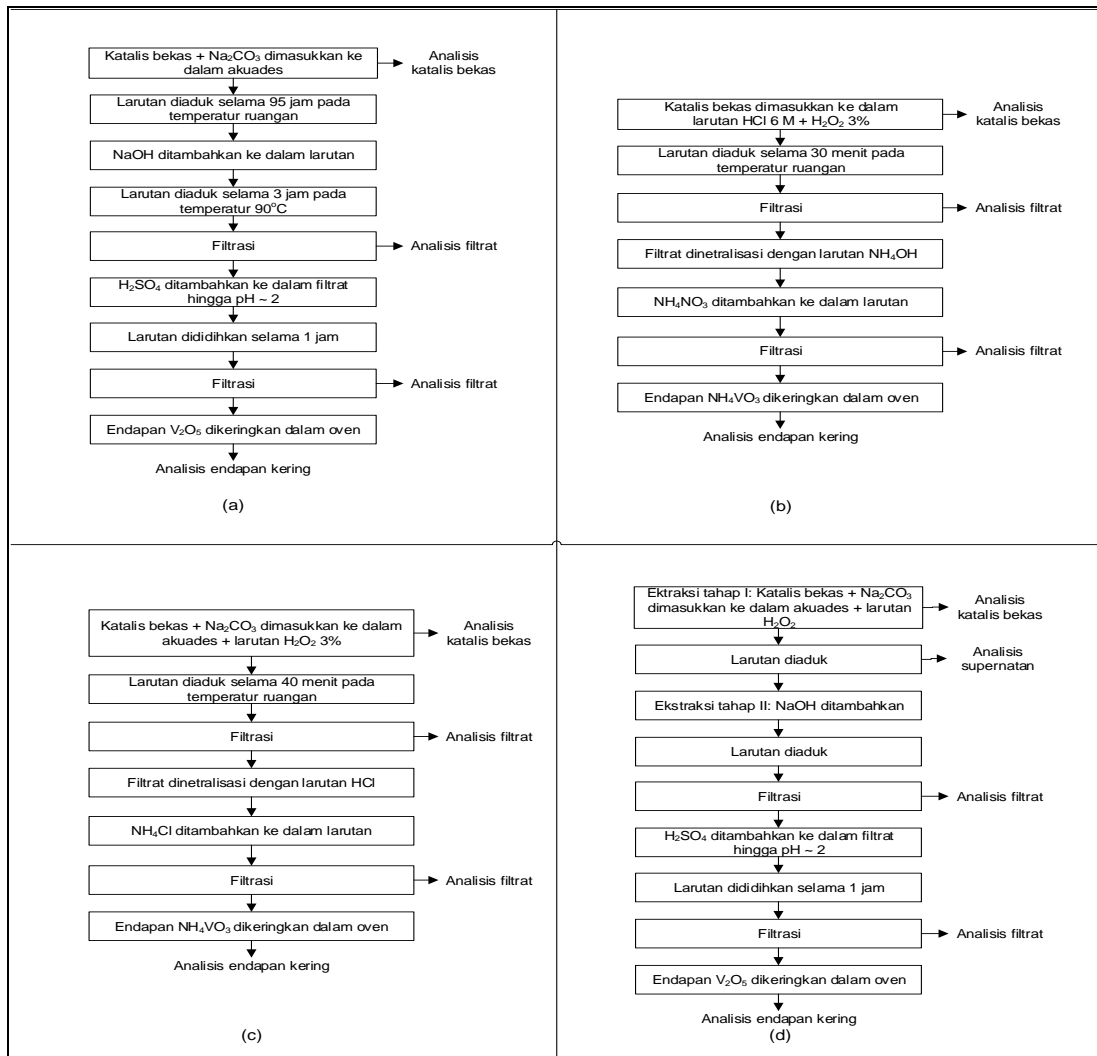 Katalis bekas + Na₂CO₃ dimasukkan ke
dalam akuades
Analisis
katalis bekas
Larutan diaduk selama 95 jam pada
temperatur ruangan
NaOH ditambahkan ke dalam larutan
Larutan diaduk selama 3 jam pada
temperatur 90°C
Filtrasi
Analisis filtrat
H₂SO₄ ditambahkan ke dalam filtrat
hingga pH ~ 2
Larutan dididihkan selama 1 jam
Filtrasi
Analisis filtrat
Endapan V₂O₅ dikeringkan dalam oven
Analisis endapan kering
(a)
Katalis bekas dimasukkan ke dalam
larutan HCl 6 M + H₂O₂ 3%
Analisis
katalis bekas
Larutan diaduk selama 30 menit pada
temperatur ruangan
Filtrasi
Analisis filtrat
Filtrat dinetralisasi dengan larutan NH₄OH
NH₄NO₃ ditambahkan ke dalam larutan
Filtrasi
Analisis filtrat
Endapan NH₄VO₃ dikeringkan dalam oven
Analisis endapan kering
(b)
Katalis bekas + Na₂CO₃ dimasukkan ke dalam
akuades + larutan H₂O₂ 3%
Analisis
katalis bekas
Larutan diaduk selama 40 menit pada
temperatur ruangan
Filtrasi
Analisis filtrat
Filtrat dinetralisasi dengan larutan HCl
NH₄Cl ditambahkan ke dalam larutan
Filtrasi
Analisis filtrat
Endapan NH₄VO₃ dikeringkan dalam oven
Analisis endapan kering
(c)
Ektraksi tahap I: Katalis bekas + Na₂CO₃
dimasukkan ke dalam akuades + larutan
H₂O₂
Analisis
katalis bekas
Larutan diaduk
Analisis
supernatan
Ekstraksi tahap II: NaOH ditambahkan
Larutan diaduk
Filtrasi
Analisis filtrat
H₂SO₄ ditambahkan ke dalam filtrat
hingga pH ~ 2
Larutan dididihkan selama 1 jam
Filtrasi
Analisis filtrat
Endapan V₂O₅ dikeringkan dalam oven
Analisis endapan kering
(d)